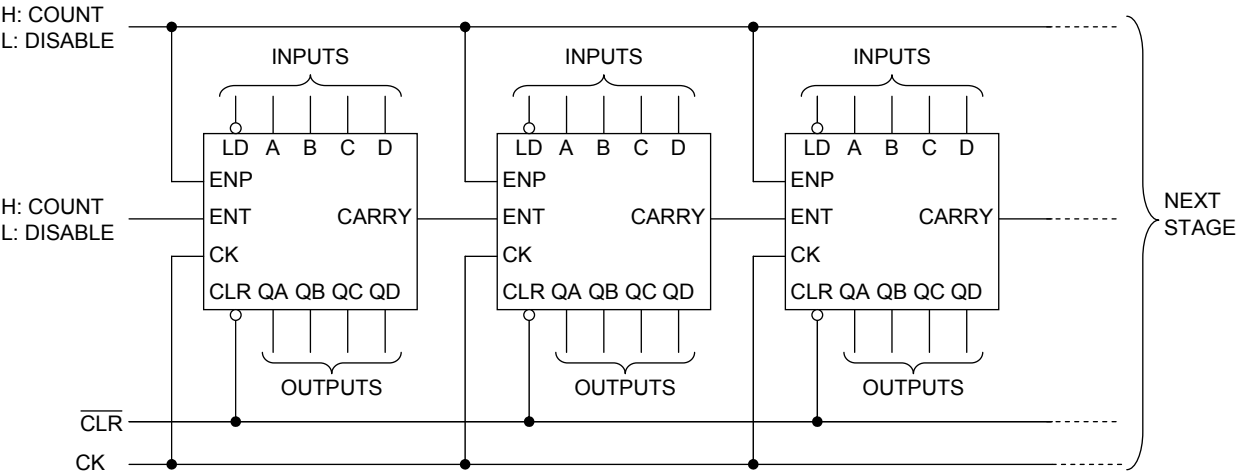 H: COUNT
L: DISABLE
INPUTS
INPUTS
INPUTS
LD A B C D
LD A B C D
LD A B C D
ENP
ENP
ENP
H: COUNT
L: DISABLE
ENT CARRY
ENT CARRY
ENT CARRY
NEXT
STAGE
CK
CK
CK
CLR QA QB QC QD
CLR QA QB QC QD
CLR QA QB QC QD
OUTPUTS
OUTPUTS
OUTPUTS
C̅L̅R̅
CK